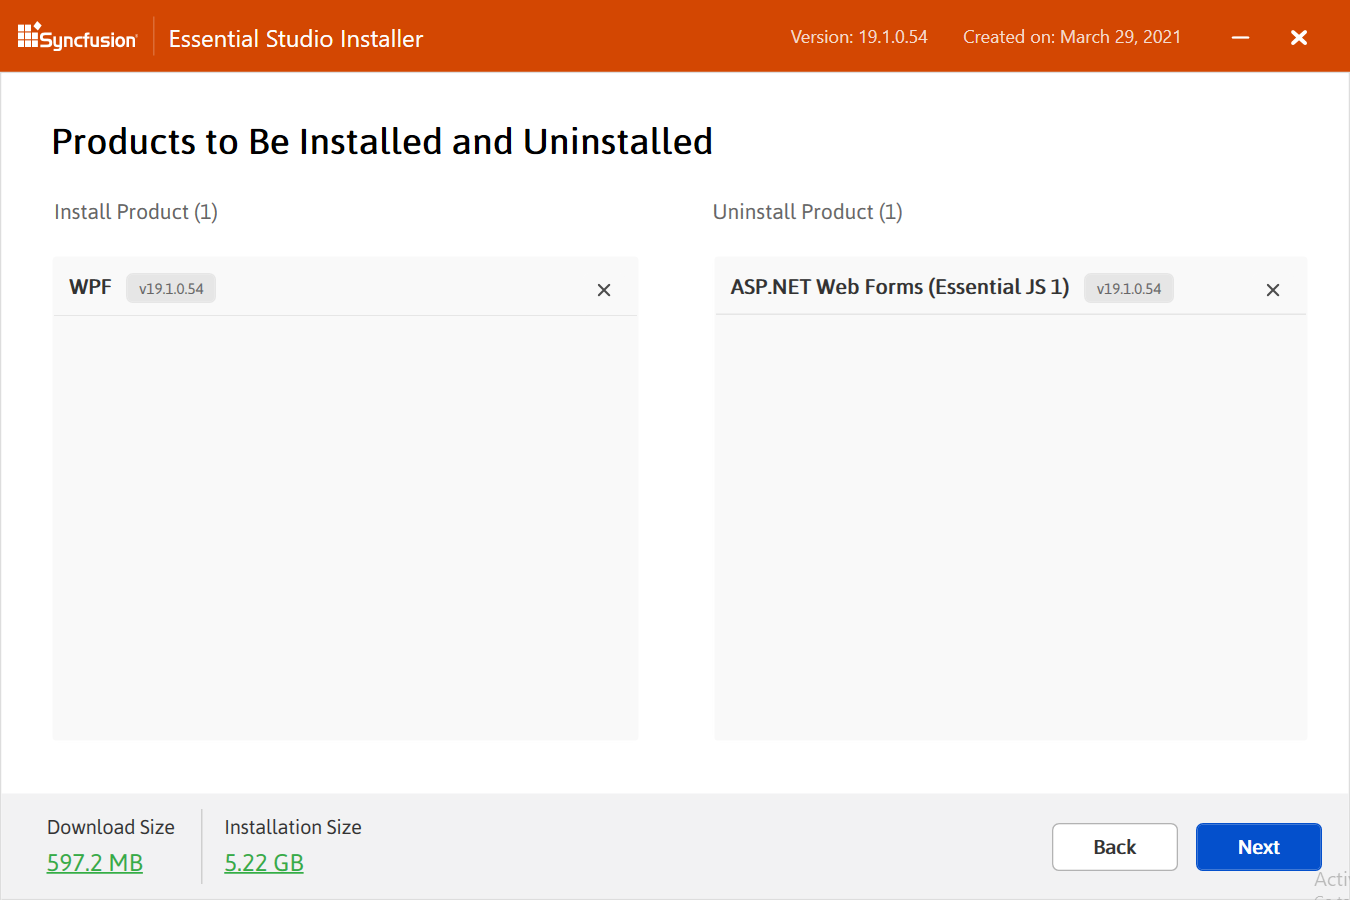 Syncfusion
Essential Studio Installer
Version: 19.1.0.54
Created on: March 29, 2021
Products to Be Installed and Uninstalled
Install Product (1)
Uninstall Product (1)
WPF v19.1.0.54
ASP.NET Web Forms (Essential JS 1) v19.1.0.54
Download Size
597.2 MB
Installation Size
5.22 GB
Back
Next
Acti